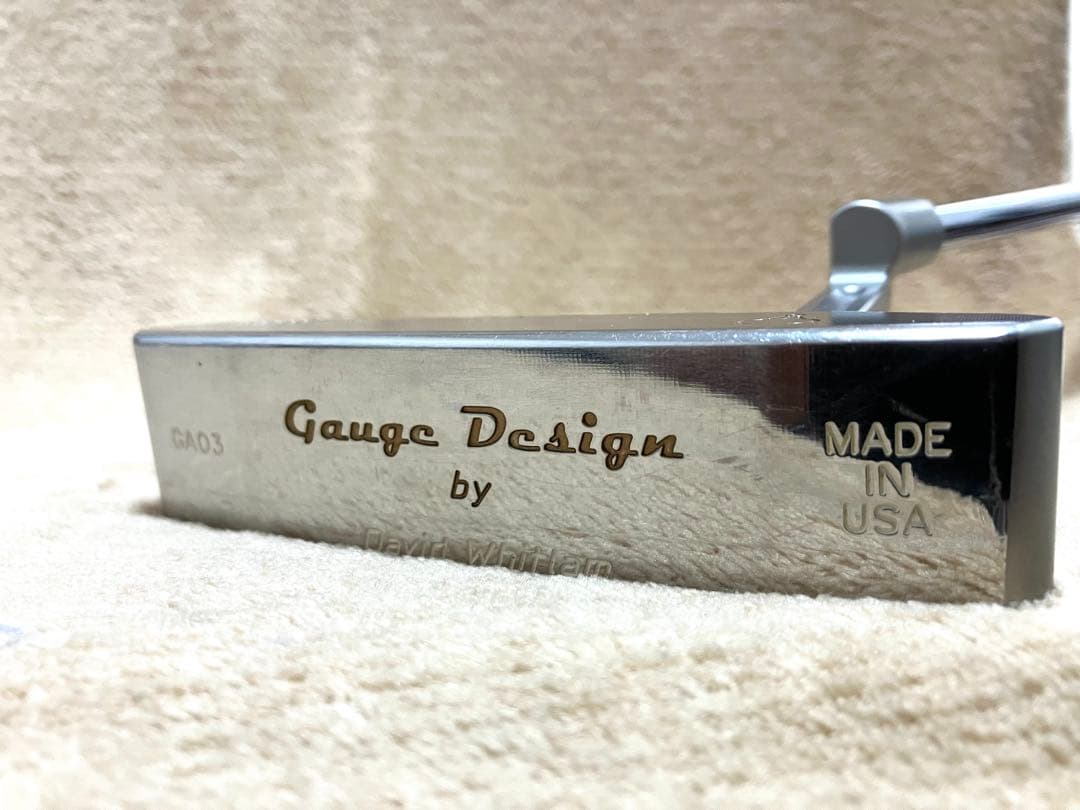 GA03
Gauge Design
by
David Whitlam
MADE
IN
USA